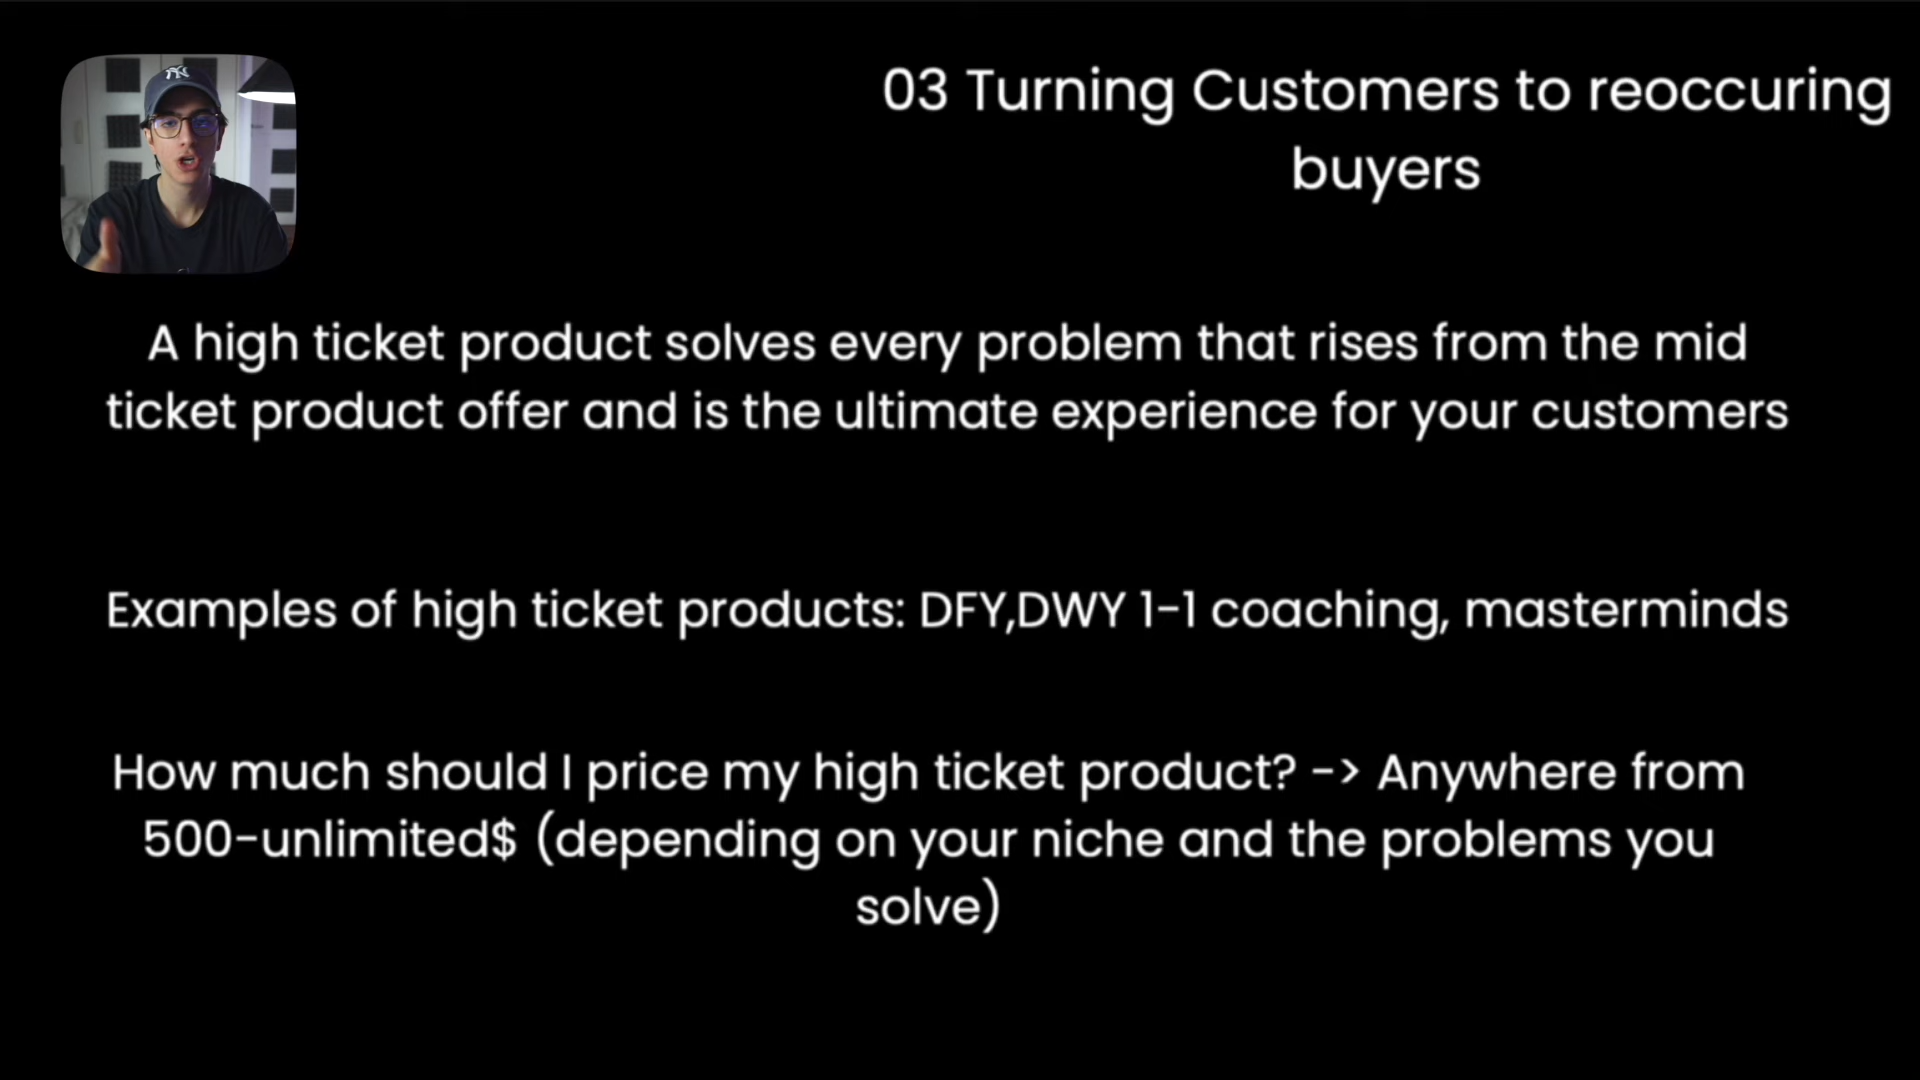 03 Turning Customers to reoccuring
buyers
A high ticket product solves every problem that rises from the mid
ticket product offer and is the ultimate experience for your customers
Examples of high ticket products: DFY,DWY 1-1 coaching, masterminds
How much should I price my high ticket product? -> Anywhere from
500-unlimited$ (depending on your niche and the problems you
solve)